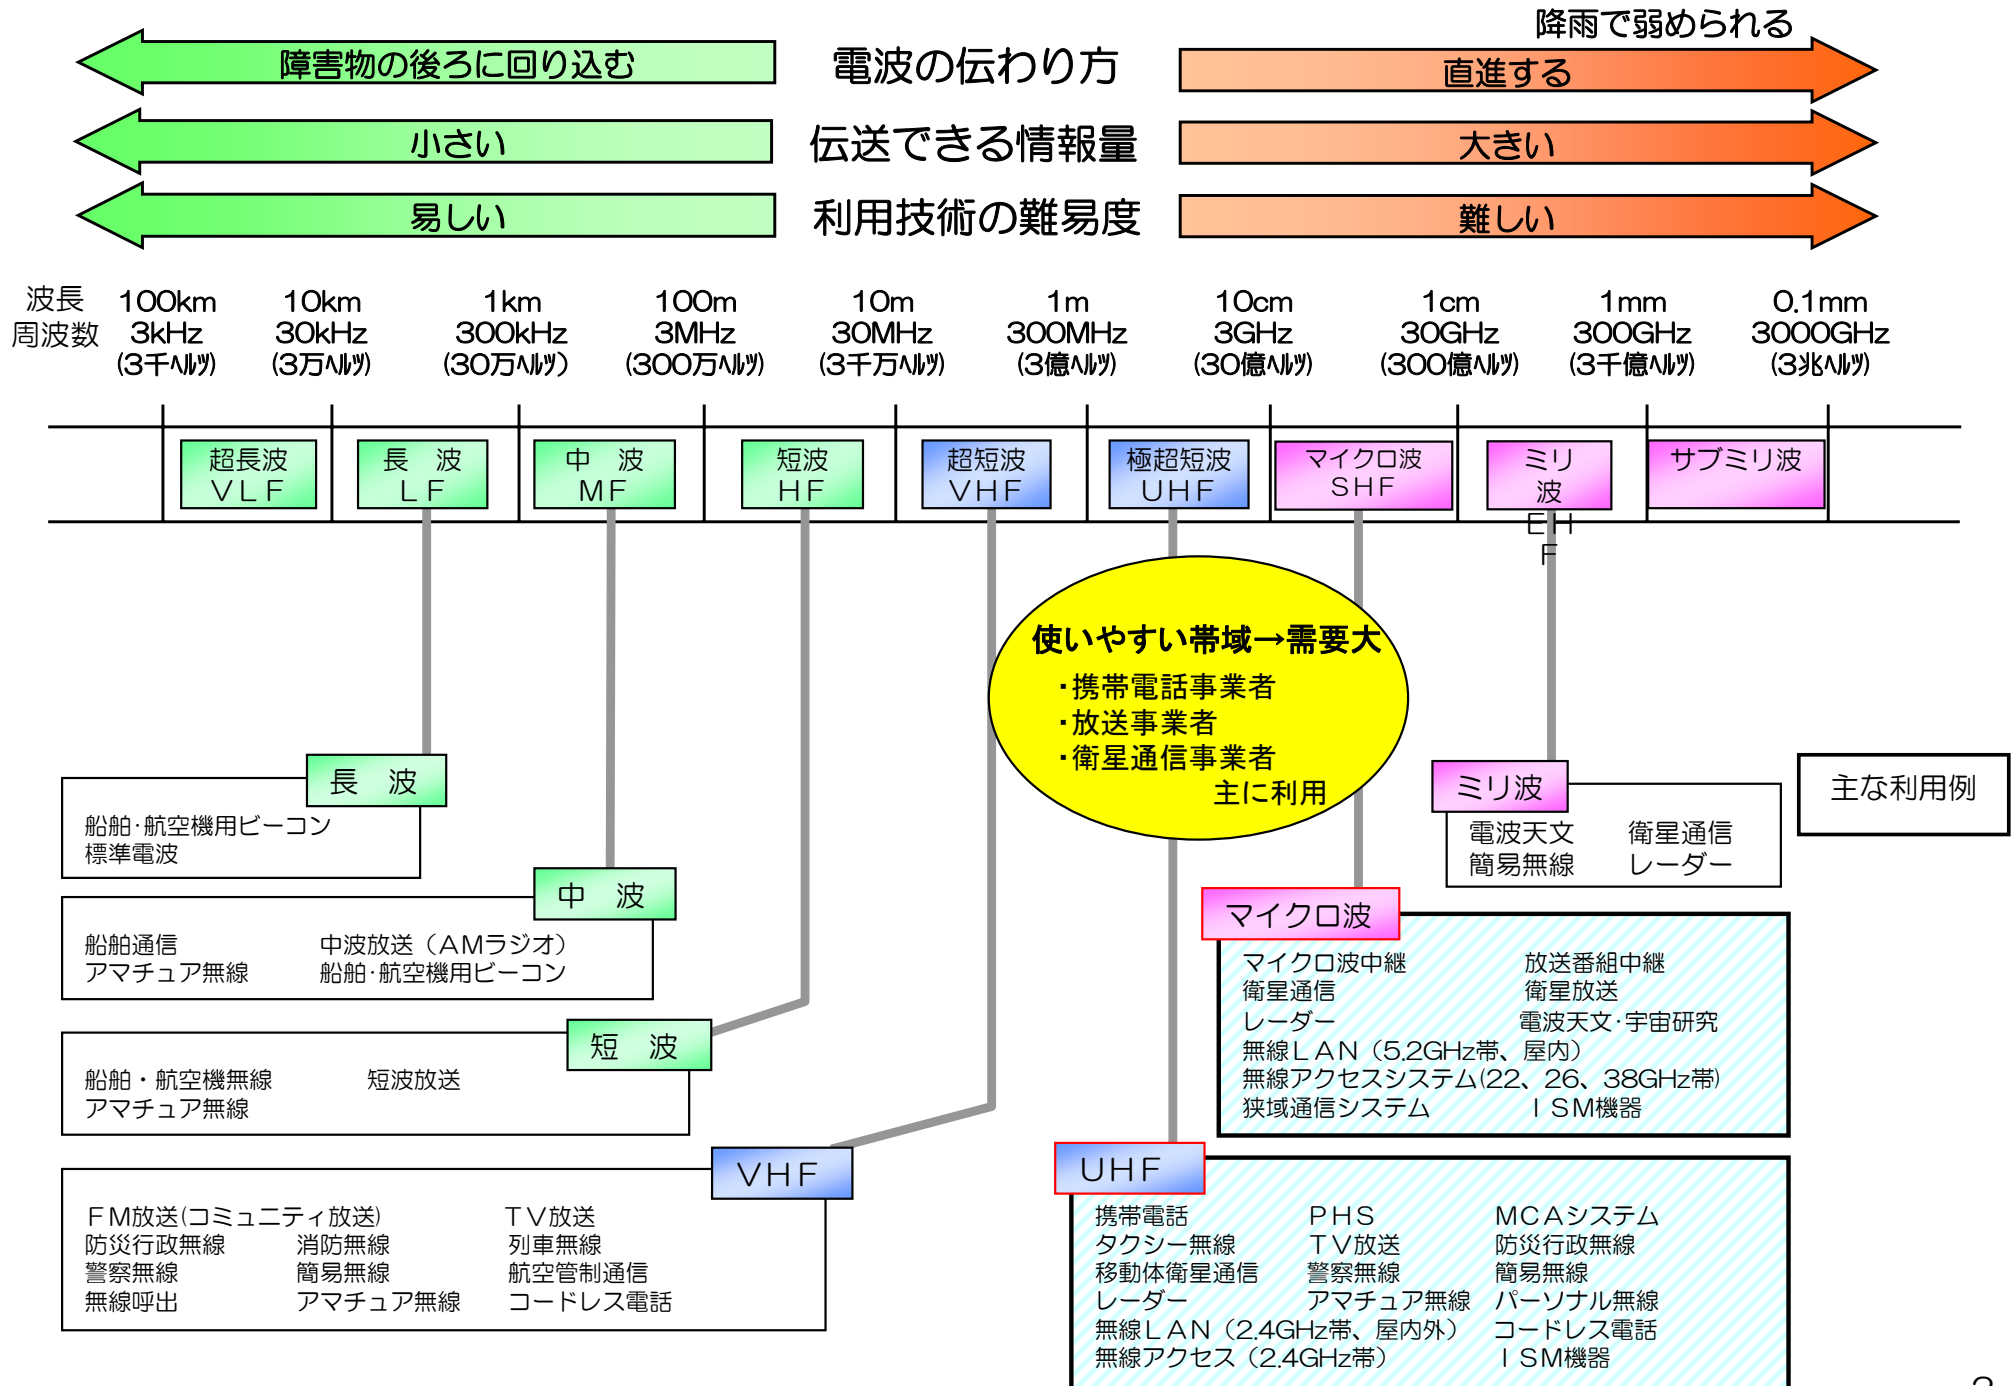 降雨で弱められる
障害物の後ろに回り込む 電波の伝わり方 直進する
小さい 伝送できる情報量 大きい
易しい 利用技術の難易度 難しい
波長 100km 10km 1km 100m 10m 1m 10cm 1cm 1mm 0.1mm
周波数 3kHz 30kHz 300kHz 3MHz 30MHz 300MHz 3GHz 30GHz 300GHz 3000GHz
(3千ﾍﾙﾂ) (3万ﾍﾙﾂ) (30万ﾍﾙﾂ) (300万ﾍﾙﾂ) (3千万ﾍﾙﾂ) (3億ﾍﾙﾂ) (30億ﾍﾙﾂ) (300億ﾍﾙﾂ) (3千億ﾍﾙﾂ) (3兆ﾍﾙﾂ)
超長波
ＶＬＦ
長　波
ＬＦ
中　波
ＭＦ
短波
ＨＦ
超短波
ＶＨＦ
極超短波
ＵＨＦ
マイクロ波
ＳＨＦ
ミリ
波
ＥＨ
Ｆ
サブミリ波
使いやすい帯域→需要大
・携帯電話事業者
・放送事業者
・衛星通信事業者
主に利用
長　波
船舶･航空機用ビーコン
標準電波
中　波
船舶通信 中波放送（ＡＭラジオ）
アマチュア無線 船舶･航空機用ビーコン
短　波
船舶・航空機無線 短波放送
アマチュア無線
ＶＨＦ
ＦＭ放送(コミュニティ放送) ＴＶ放送
防災行政無線 消防無線 列車無線
警察無線 簡易無線 航空管制通信
無線呼出 アマチュア無線 コードレス電話
ミリ波
電波天文 衛星通信
簡易無線 レーダー
主な利用例
マイクロ波
マイクロ波中継 放送番組中継
衛星通信 衛星放送
レーダー 電波天文･宇宙研究
無線ＬＡＮ（5.2GHz帯、屋内）
無線アクセスシステム(22、26、38GHz帯)
狭域通信システム ＩＳＭ機器
ＵＨＦ
携帯電話 ＰＨＳ ＭＣＡシステム
タクシー無線 ＴＶ放送 防災行政無線
移動体衛星通信 警察無線 簡易無線
レーダー アマチュア無線 パーソナル無線
無線ＬＡＮ（2.4GHz帯、屋内外） コードレス電話
無線アクセス（2.4GHz帯） ＩＳＭ機器